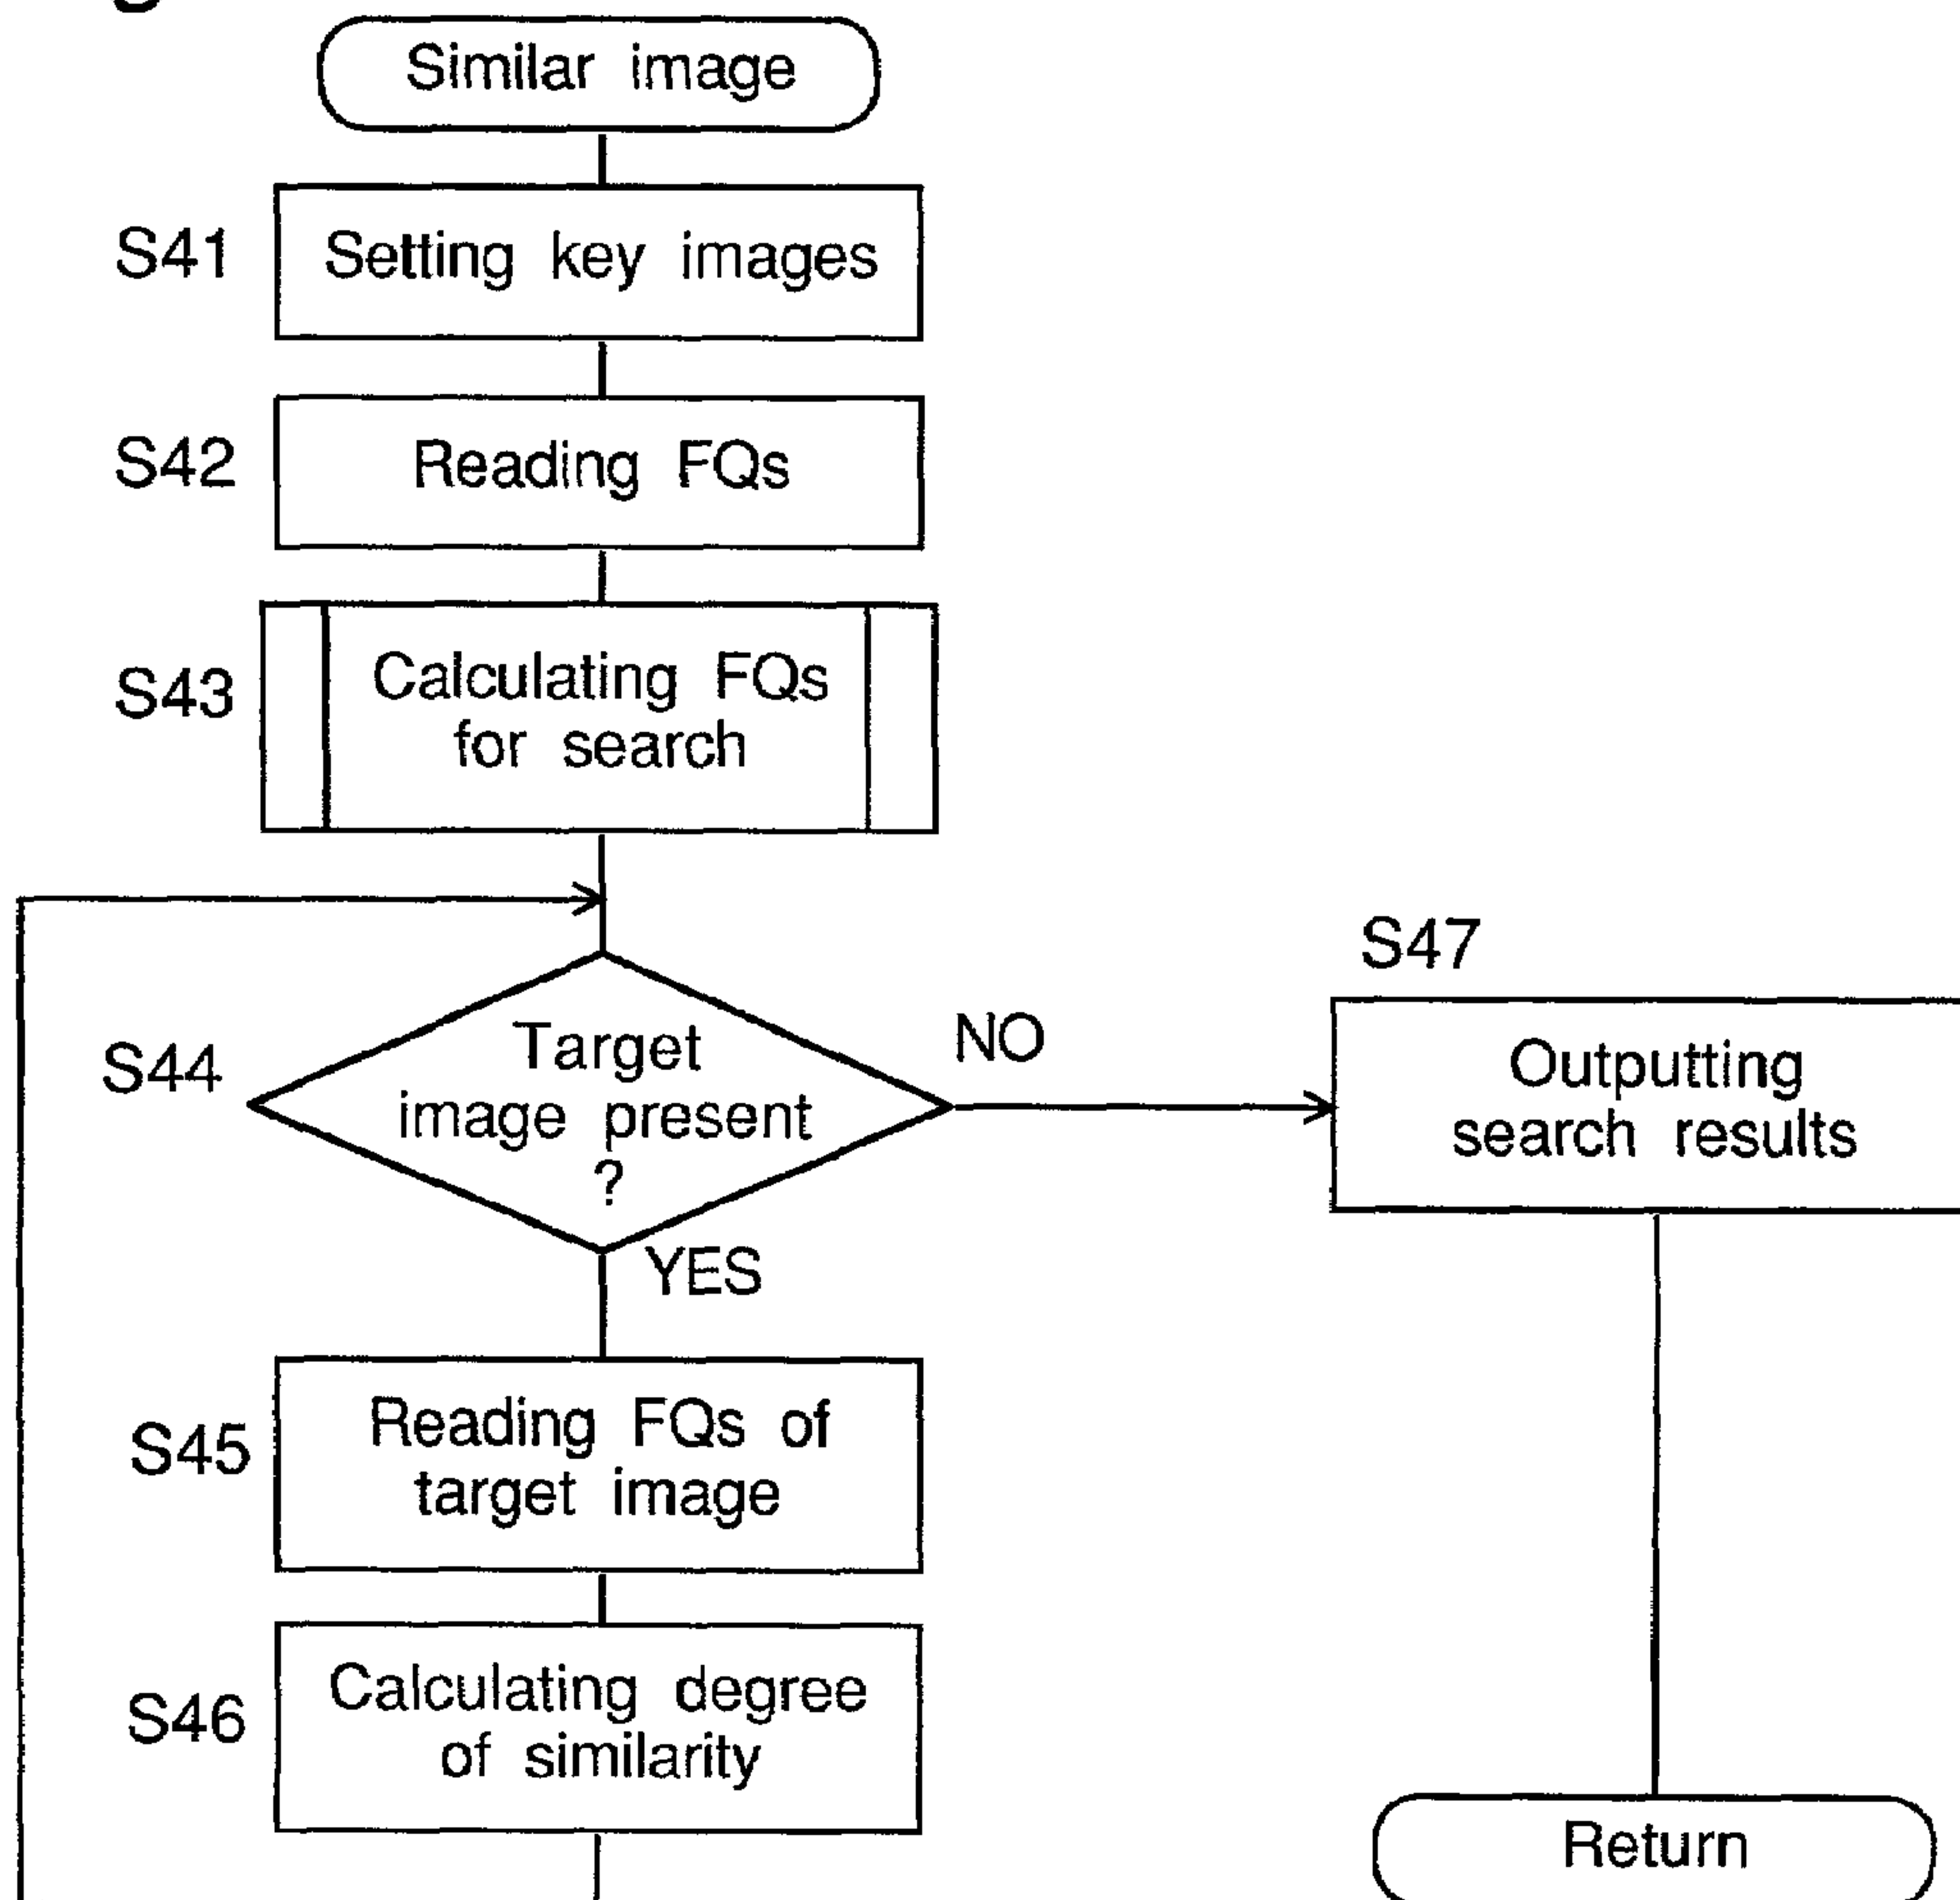 Similar image
S41
Setting key images
S42
Reading FQs
S43
Calculating FQs
for search
S44
Target
image present
?
NO
YES
S47
Outputting
search results
S45
Reading FQs of
target image
S46
Calculating degree
of similarity
Return